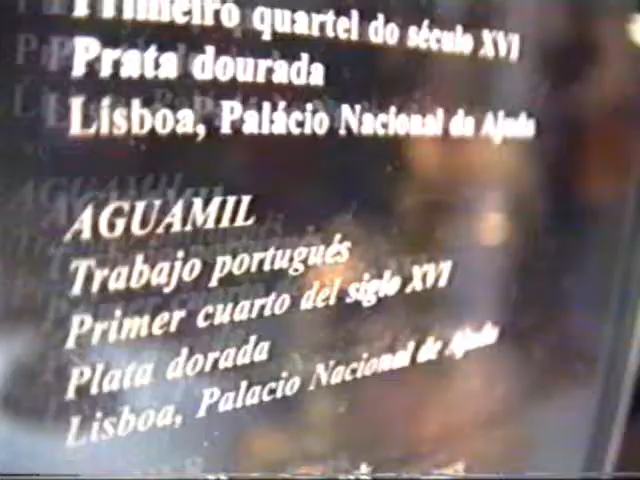 Primeiro quartel do século XVI
Prata dourada
Lisboa, Palácio Nacional da Ajuda
AGUAMIL
Trabajo portugués
Primer cuarto del siglo XVI
Plata dorada
Lisboa, Palacio Nacional de Ajuda